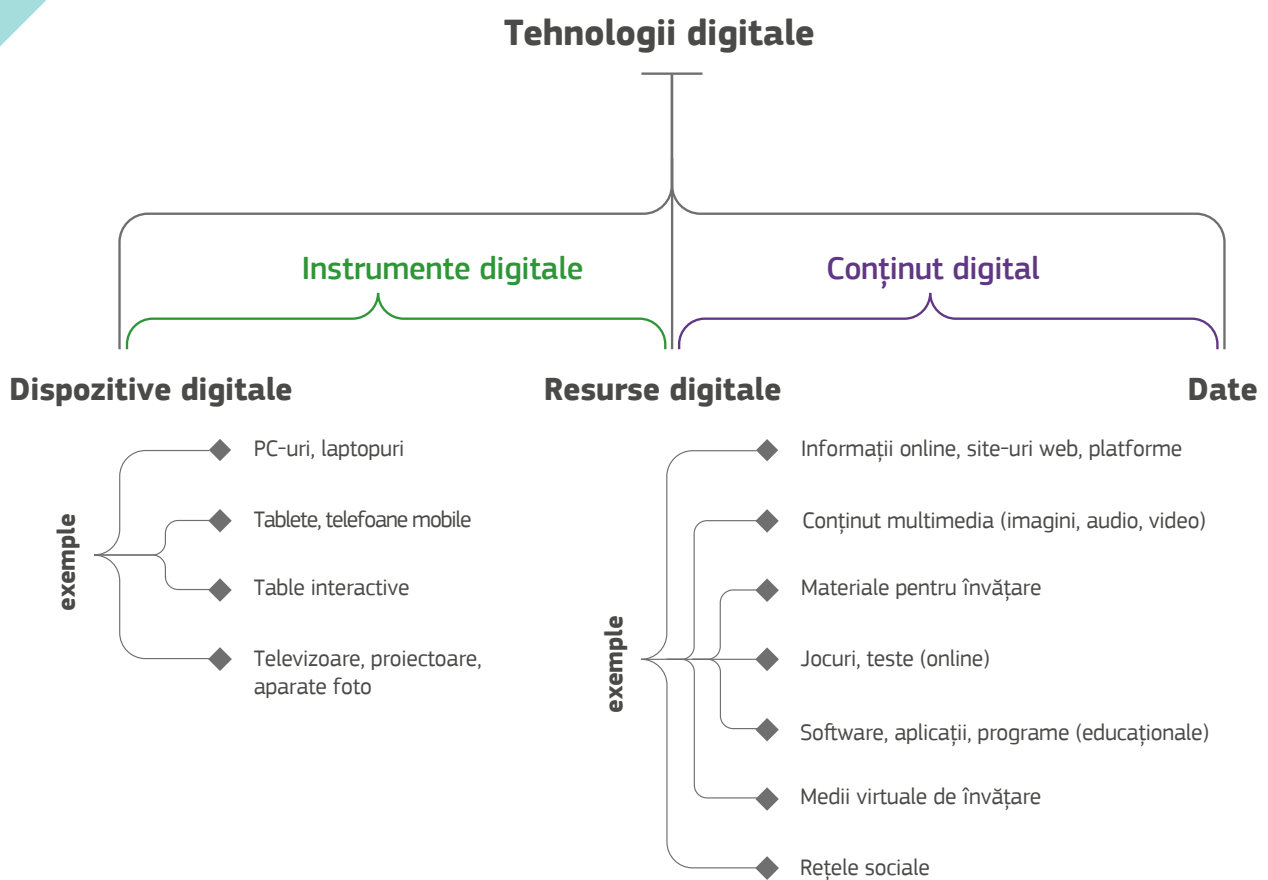 Tehnologii digitale
Instrumente digitale
Conținut digital
Dispozitive digitale
Resurse digitale
Date
exemple
PC-uri, laptopuri
Tablete, telefoane mobile
Table interactive
Televizoare, proiectoare,
aparate foto
exemple
Informații online, site-uri web, platforme
Conținut multimedia (imagini, audio, video)
Materiale pentru învățare
Jocuri, teste (online)
Software, aplicații, programe (educaționale)
Medii virtuale de învățare
Rețele sociale